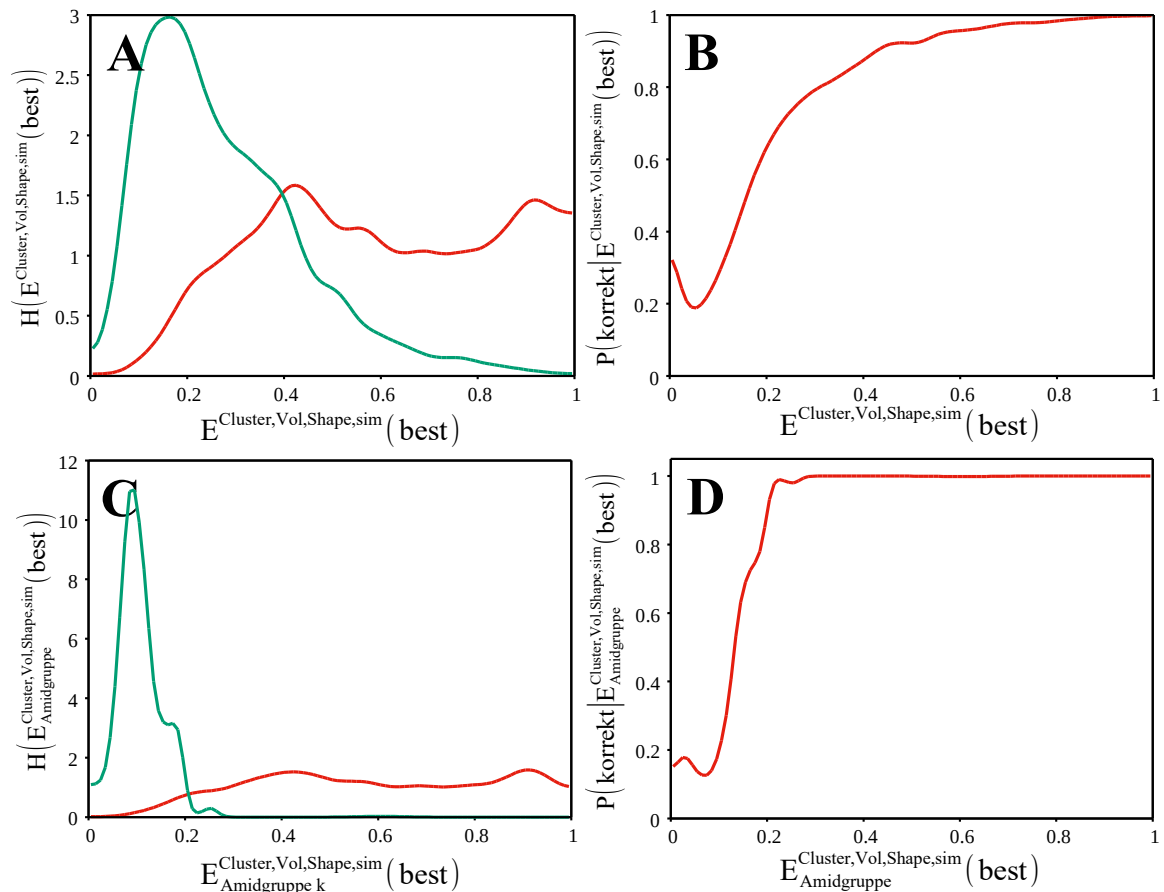 A
H(E^Cluster,Vol,Shape,sim(best))
3
2.5
2
1.5
1
0.5
0
0 0.2 0.4 0.6 0.8 1
E^Cluster,Vol,Shape,sim(best)
B
P(korrekt|E^Cluster,Vol,Shape,sim(best))
1
0.8
0.6
0.4
0.2
0
0 0.2 0.4 0.6 0.8 1
E^Cluster,Vol,Shape,sim(best)
C
H(E^Cluster,Vol,Shape,sim_Amidgruppe(best))
12
10
8
6
4
2
0
0 0.2 0.4 0.6 0.8 1
E^Cluster,Vol,Shape,sim_Amidgruppe k(best)
D
P(korrekt|E^Cluster,Vol,Shape,sim_Amidgruppe(best))
1
0.8
0.6
0.4
0.2
0
0 0.2 0.4 0.6 0.8 1
E^Cluster,Vol,Shape,sim_Amidgruppe(best)